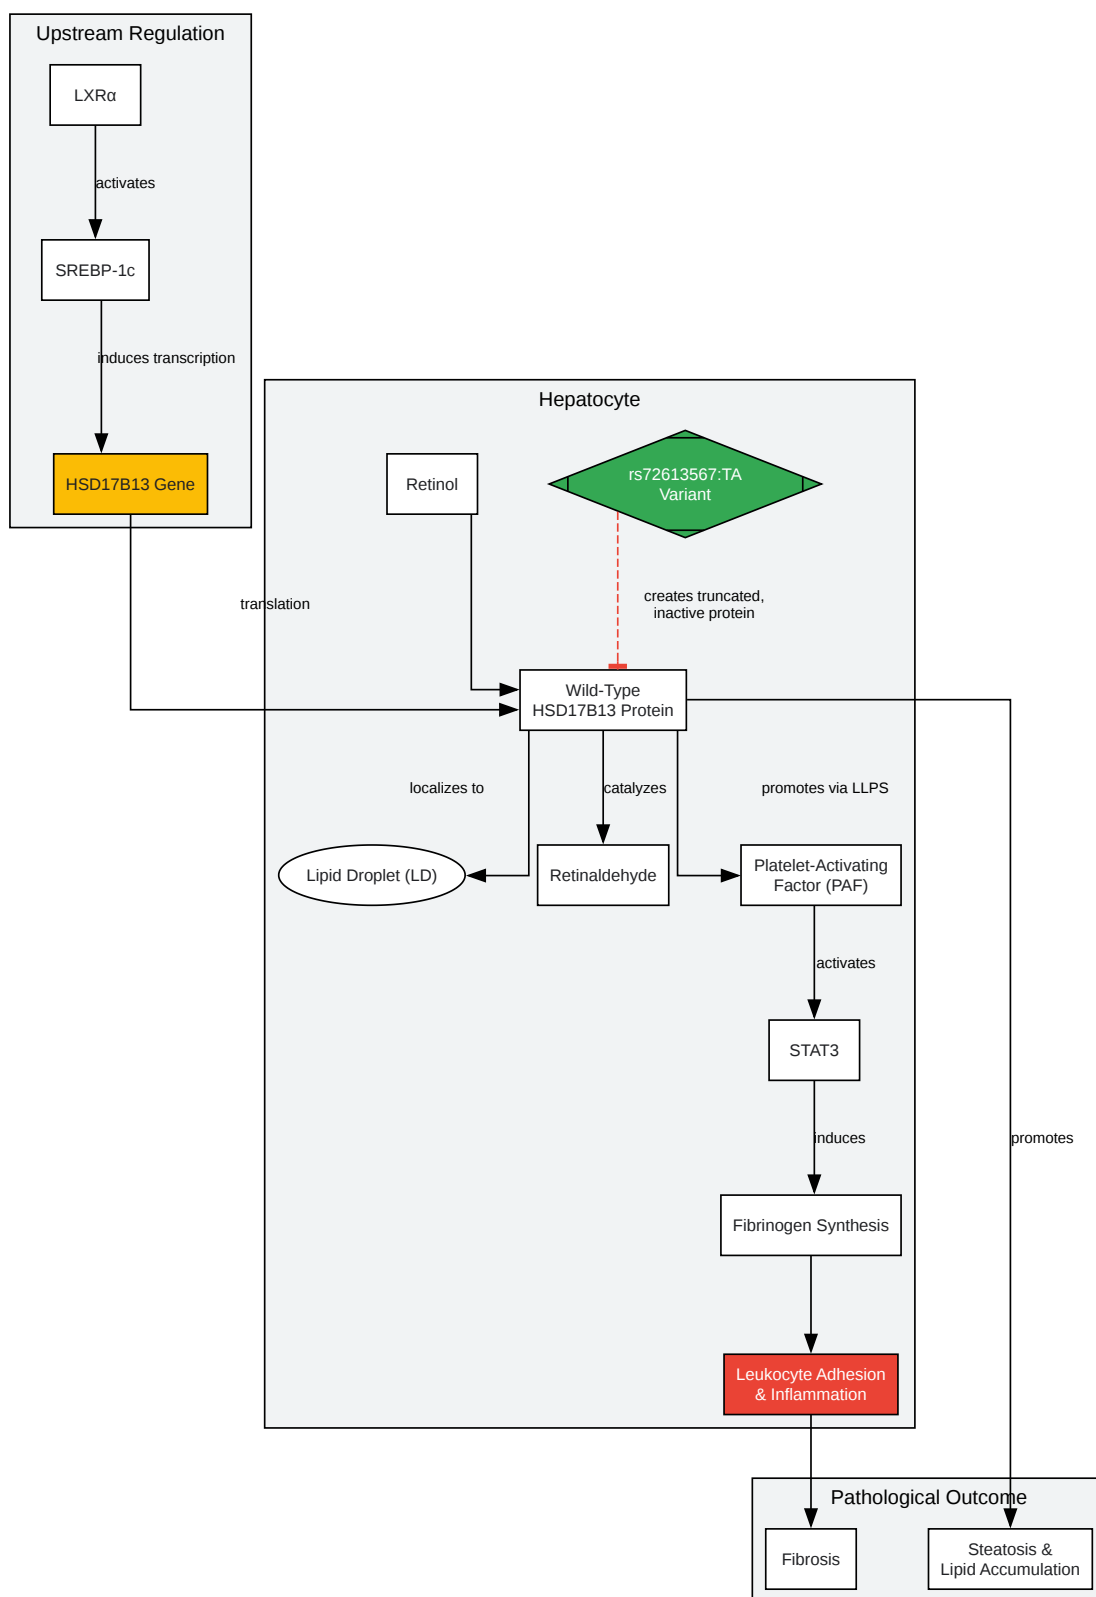 Upstream Regulation
LXRα
activates
SREBP-1c
induces transcription
HSD17B13 Gene
Hepatocyte
Retinol
rs72613567:TA
Variant
translation
creates truncated,
inactive protein
Wild-Type
HSD17B13 Protein
localizes to
catalyzes
promotes via LLPS
Lipid Droplet (LD)
Retinaldehyde
Platelet-Activating
Factor (PAF)
activates
STAT3
induces
promotes
Fibrinogen Synthesis
Leukocyte Adhesion
& Inflammation
Pathological Outcome
Fibrosis
Steatosis &
Lipid Accumulation